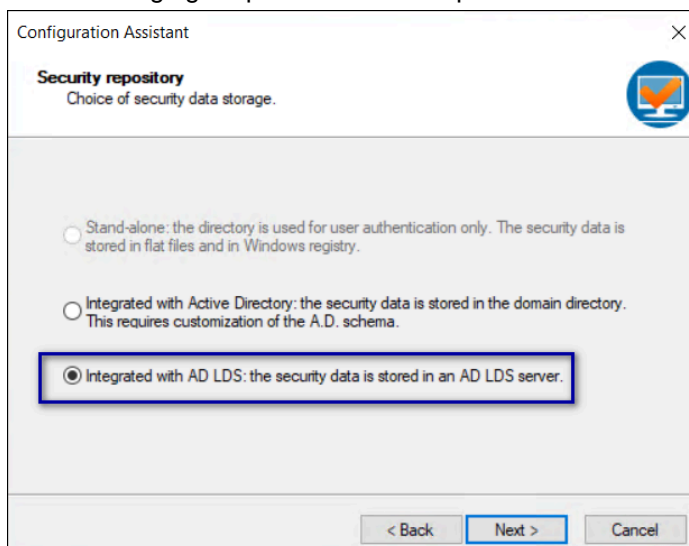 Configuration Assistant
Security repository
Choice of security data storage.
Stand-alone: the directory is used for user authentication only. The security data is
stored in flat files and in Windows registry.
Integrated with Active Directory: the security data is stored in the domain directory.
This requires customization of the A.D. schema.
Integrated with AD LDS: the security data is stored in an AD LDS server.
< Back Next > Cancel